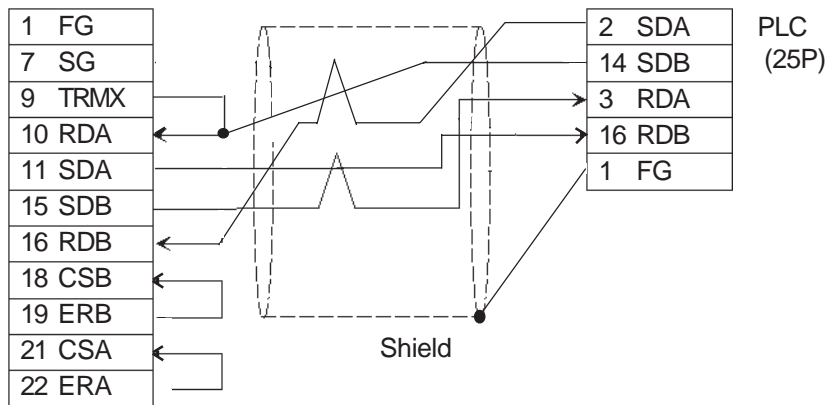 1 FG
7 SG
9 TRMX
10 RDA
11 SDA
15 SDB
16 RDB
18 CSB
19 ERB
21 CSA
22 ERA
Shield
2 SDA
14 SDB
3 RDA
16 RDB
1 FG
PLC
(25P)